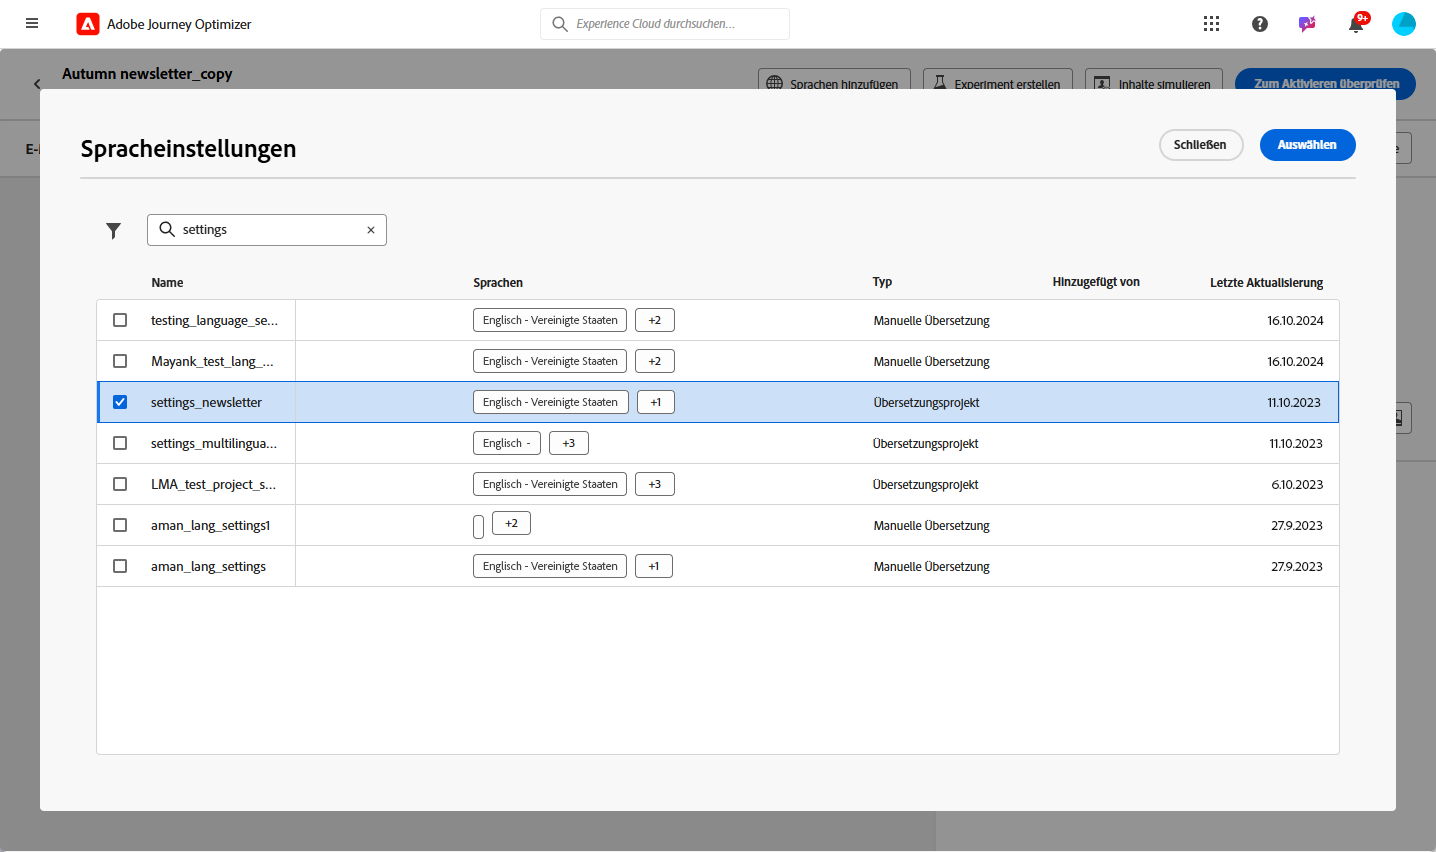 Adobe Journey Optimizer
Experience Cloud durchsuchen...
9+
Autumn newsletter_copy
Sprachen hinzufügen
Experiment erstellen
Inhalte simulieren
Zum Aktivieren überprüfen
Spracheinstellungen
Schließen
Auswählen
settings
Name Sprachen Typ Hinzugefügt von Letzte Aktualisierung
testing_language_se... Englisch - Vereinigte Staaten +2 Manuelle Übersetzung 16.10.2024
Mayank_test_lang_... Englisch - Vereinigte Staaten +2 Manuelle Übersetzung 16.10.2024
settings_newsletter Englisch - Vereinigte Staaten +1 Übersetzungsprojekt 11.10.2023
settings_multilingua... Englisch - +3 Übersetzungsprojekt 11.10.2023
LMA_test_project_s... Englisch - Vereinigte Staaten +3 Übersetzungsprojekt 6.10.2023
aman_lang_settings1 +2 Manuelle Übersetzung 27.9.2023
aman_lang_settings Englisch - Vereinigte Staaten +1 Manuelle Übersetzung 27.9.2023